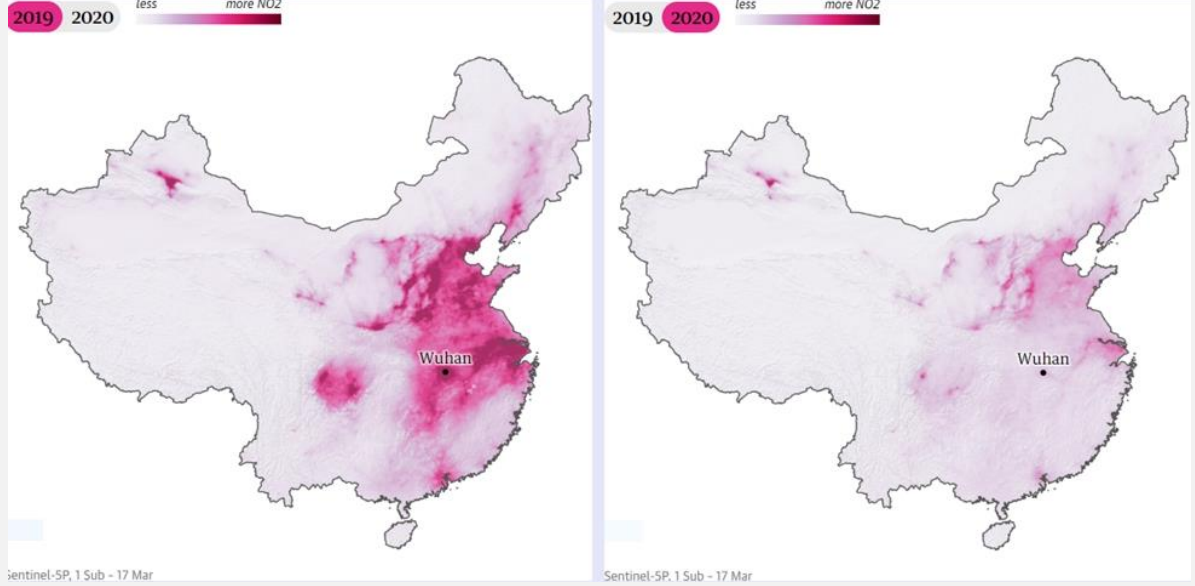 2019 2020 less more NO2
Wuhan
Sentinel-5P, 1 Sub - 17 Mar
2019 2020 less more NO2
Wuhan
Sentinel-5P, 1 Sub - 17 Mar